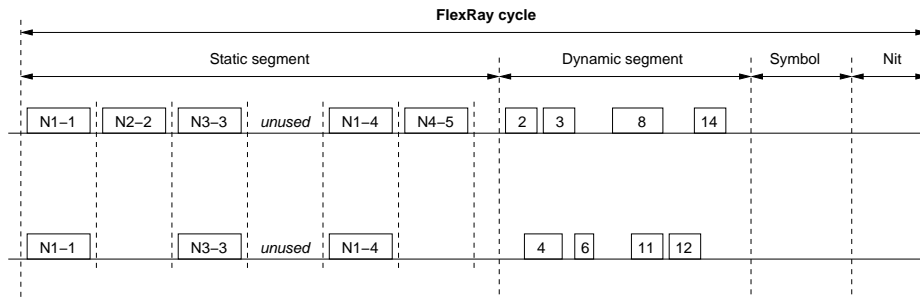 FlexRay cycle
Static segment Dynamic segment Symbol Nit
N1−1 N2−2 N3−3 unused N1−4 N4−5 2 3 8 14
N1−1 N3−3 unused N1−4 4 6 11 12